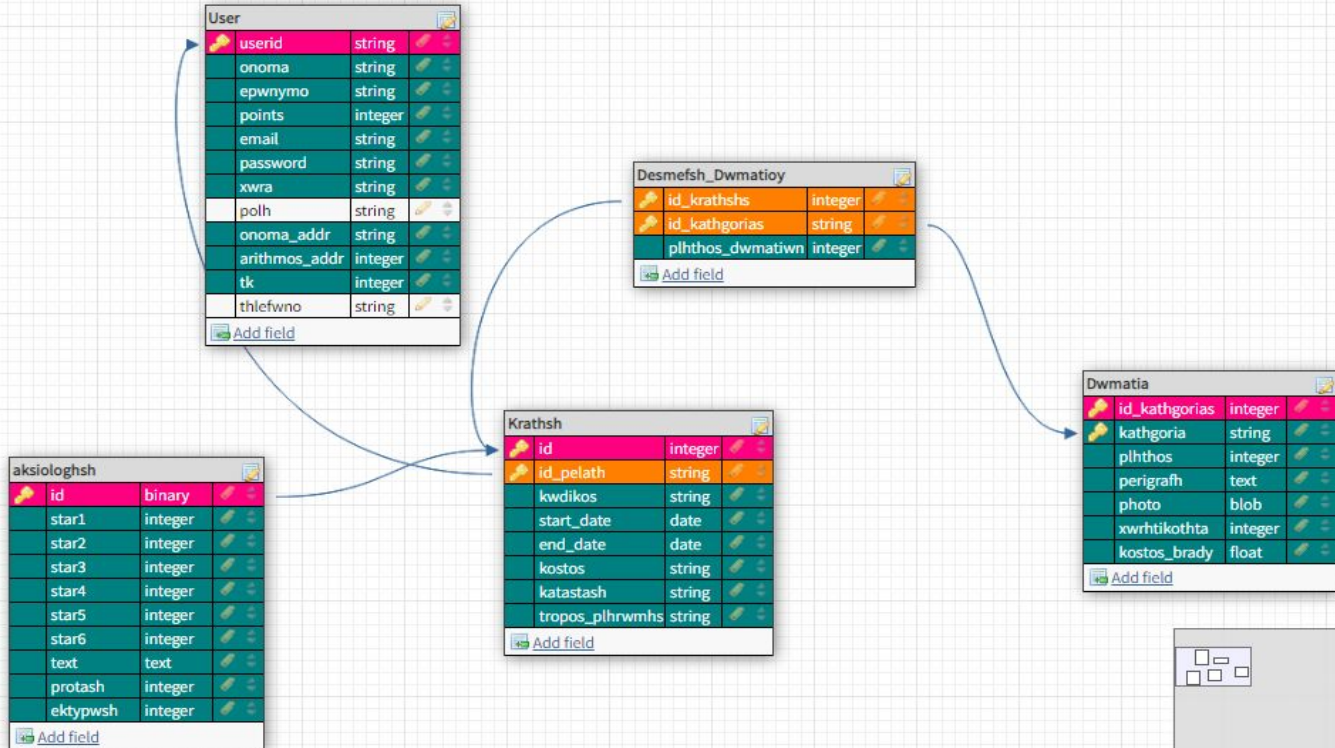 User
userid string
onoma string
epwnymo string
points integer
email string
password string
xwra string
polh string
onoma_addr string
arithmos_addr integer
tk integer
thlefwno string
Add field
Desmefsh_Dwmatioy
id_krathshs integer
id_kathgorias string
plhthos_dwmatiwn integer
Add field
Dwmatia
id_kathgorias integer
kathgoria string
plhthos integer
perigrafh text
photo blob
xwrhtikothta integer
kostos_brady float
Add field
Krathsh
id integer
id_pelath string
kwdikos string
start_date date
end_date date
kostos string
katastash string
tropos_plhrwmhs string
Add field
aksiologhsh
id binary
star1 integer
star2 integer
star3 integer
star4 integer
star5 integer
star6 integer
text text
protash integer
ektypwsh integer
Add field